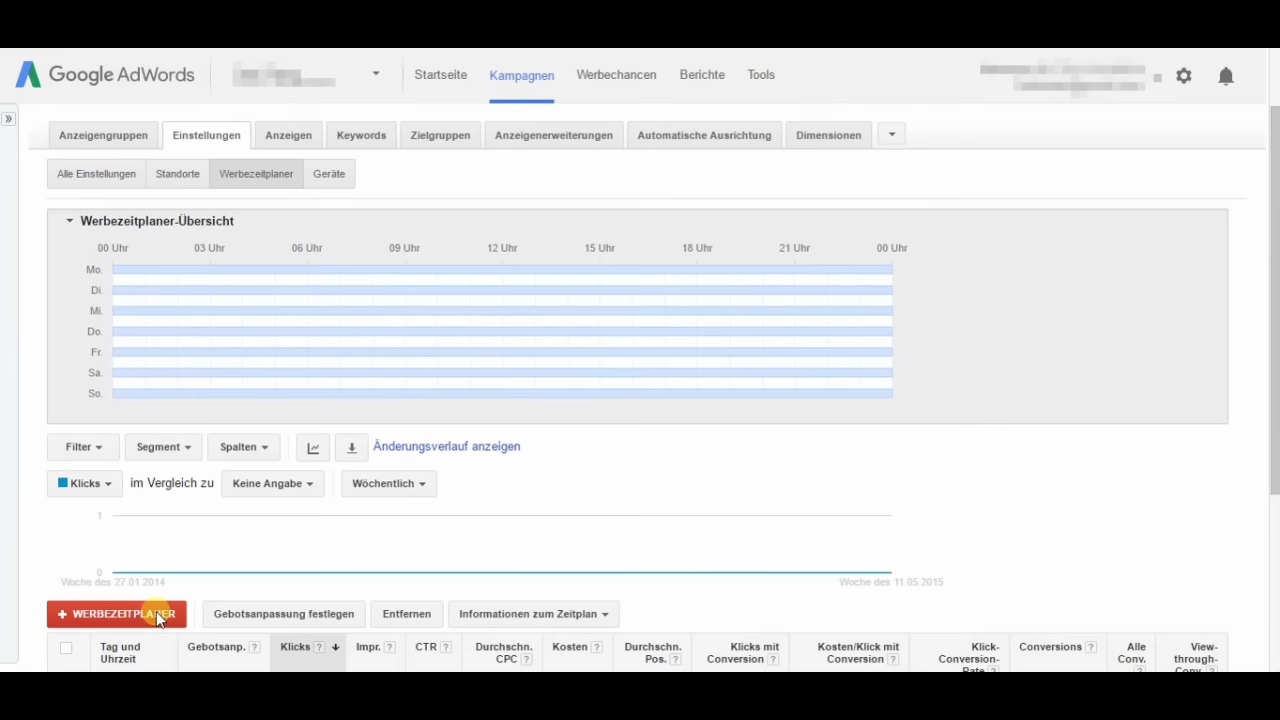 Google AdWords
Startseite
Kampagnen
Werbechancen
Berichte
Tools
»
Anzeigengruppen
Einstellungen
Anzeigen
Keywords
Zielgruppen
Anzeigenerweiterungen
Automatische Ausrichtung
Dimensionen
Alle Einstellungen
Standorte
Werbezeitplaner
Geräte
Werbezeitplaner-Übersicht
00 Uhr 03 Uhr 06 Uhr 09 Uhr 12 Uhr 15 Uhr 18 Uhr 21 Uhr 00 Uhr
Mo.
Di.
Mi.
Do.
Fr.
Sa.
So.
Filter
Segment
Spalten
Änderungsverlauf anzeigen
Klicks
im Vergleich zu
Keine Angabe
Wöchentlich
1
0
Woche des 27.01.2014
Woche des 11.05.2015
+ WERBEZEITPLANER
Gebotsanpassung festlegen
Entfernen
Informationen zum Zeitplan
Tag und
Uhrzeit
Gebotsanp. ?
Klicks ?
Impr. ?
CTR ?
Durchschn.
CPC ?
Kosten ?
Durchschn.
Pos. ?
Klicks mit
Conversion ?
Kosten/Klick mit
Conversion ?
Klick-
Conversion-
Rate ?
Conversions ?
Alle
Conv.
?
View-
through-
Conv. ?